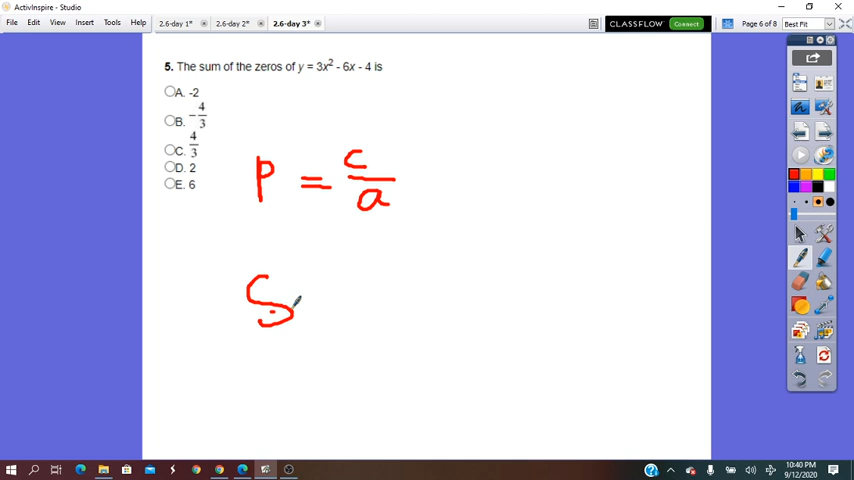 ActivInspire - Studio
File Edit View Insert Tools Help
2.6-day 1* 2.6-day 2* 2.6-day 3*
CLASSFLOW Connect
Page 6 of 8 Best Fit
5. The sum of the zeros of y = 3x² - 6x - 4 is
A. -2
B. -4/3
C. 4/3
D. 2
E. 6
P = c/a
S
10:40 PM
9/12/2020